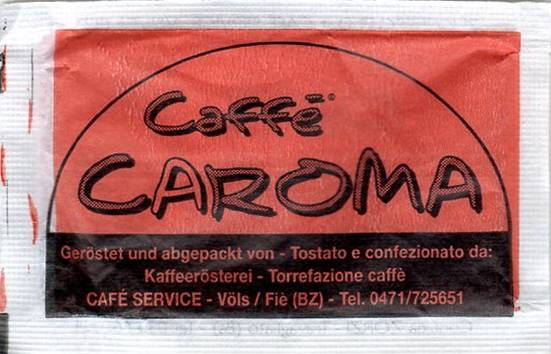 Caffē®
CAROMA
Geröstet und abgepackt von - Tostato e confezionato da:
Kaffeerösterei - Torrefazione caffè
CAFÉ SERVICE - Völs / Fiè (BZ) - Tel. 0471/725651